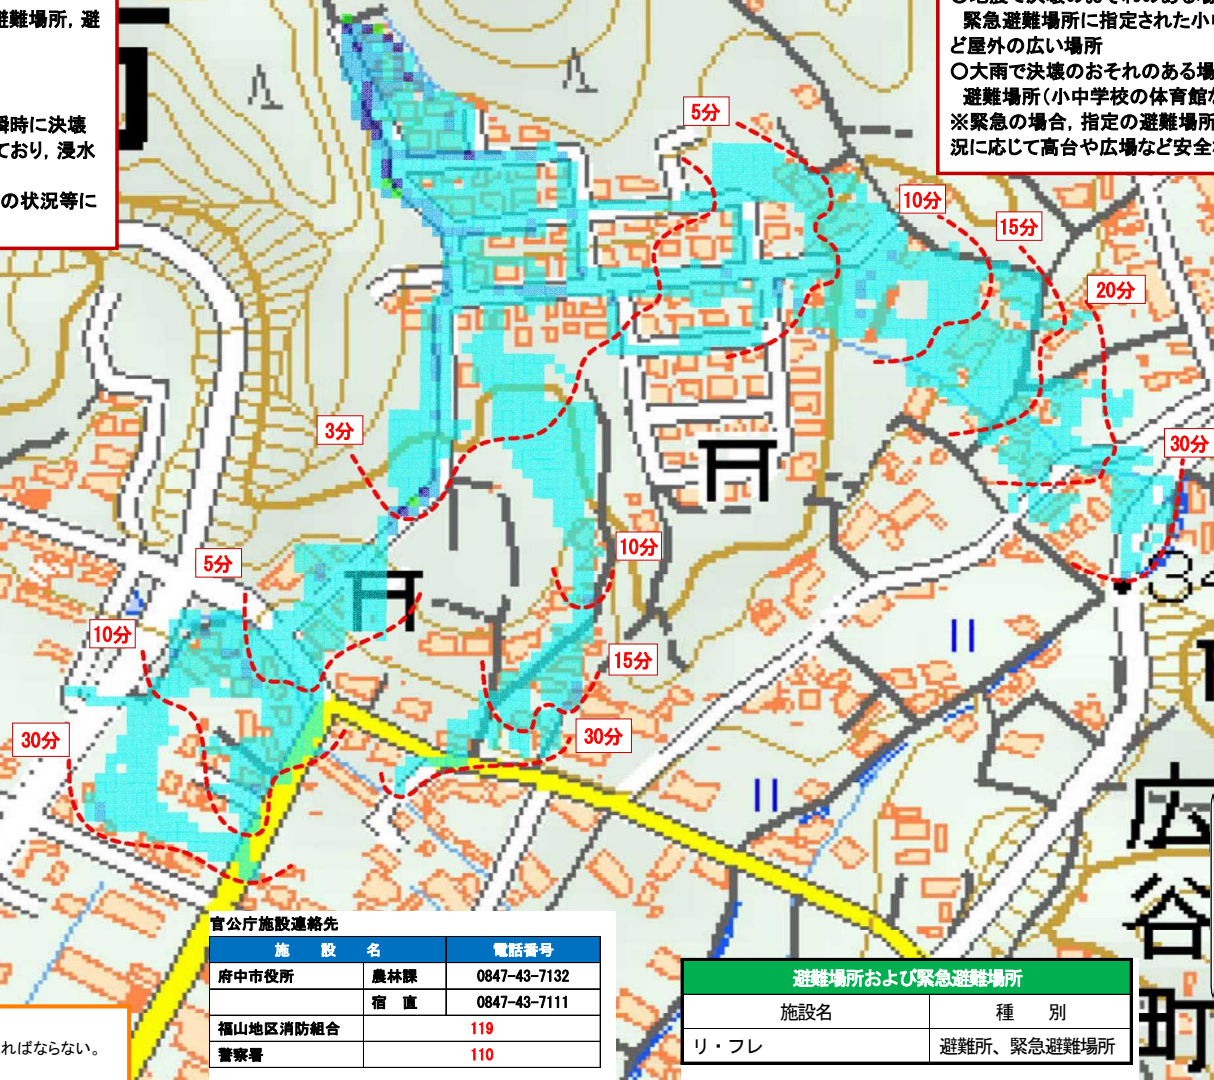 難場所, 避
瞬時に決壊
ており, 浸水
の状況等に
緊急避難場所に指定された小
ど屋外の広い場所
〇大雨で決壊のおそれのある場
避難場所(小中学校の体育館な
※緊急の場合, 指定の避難場所
況に応じて高台や広場など安全
5分
10分
15分
20分
3分
30分
5分
10分
10分
15分
30分
30分
34
広
谷
町
官公庁施設連絡先
施 設 名 電話番号
府中市役所 農林課 0847-43-7132
宿 直 0847-43-7111
福山地区消防組合 119
警察署 110
避難場所および緊急避難場所
施設名 種 別
リ・フレ 避難所、緊急避難場所
ればならない。